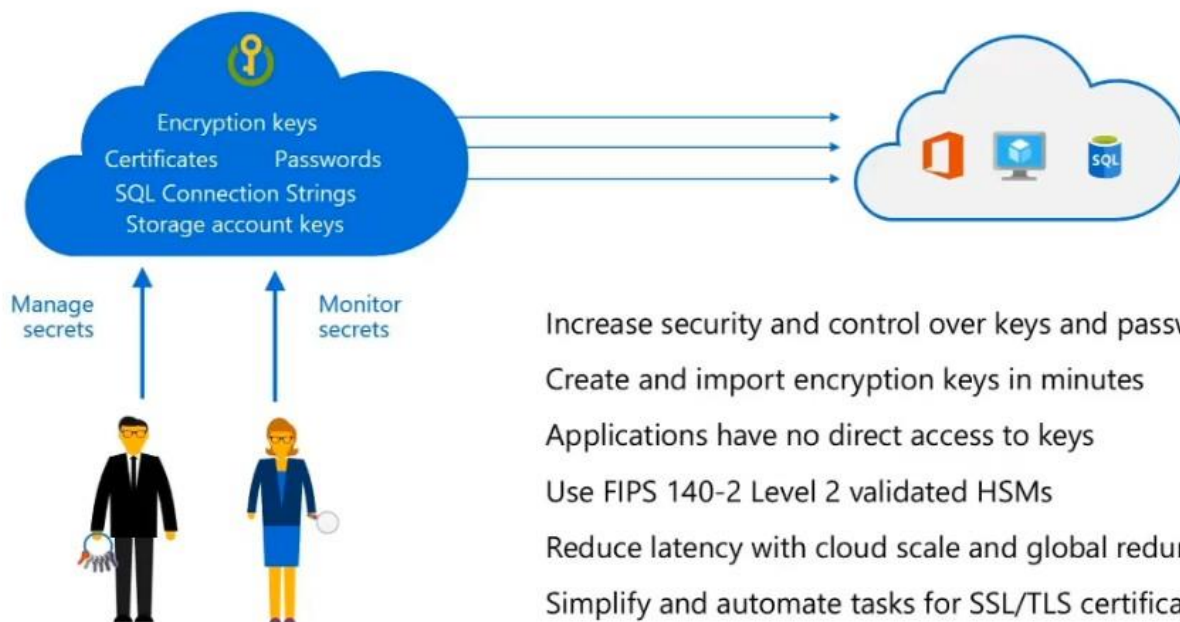 Encryption keys
Certificates Passwords
SQL Connection Strings
Storage account keys
SQL
Manage
secrets
Monitor
secrets
Increase security and control over keys and
Create and import encryption keys in minutes
Applications have no direct access to keys
Use FIPS 140-2 Level 2 validated HSMs
Reduce latency with cloud scale and global
Simplify and automate tasks for SSL/TLS